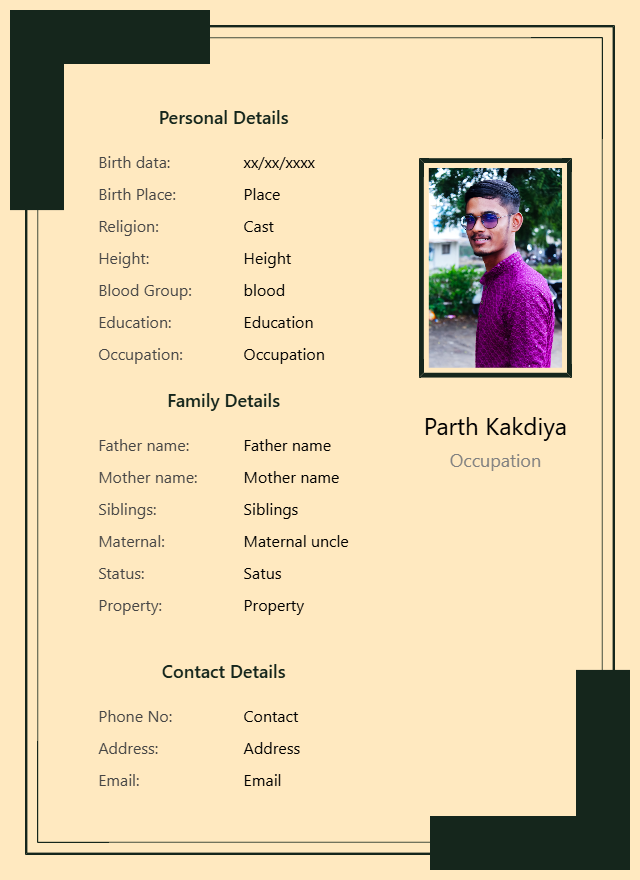 Personal Details
Birth data: xx/xx/xxxx
Birth Place: Place
Religion: Cast
Height: Height
Blood Group: blood
Education: Education
Occupation: Occupation
Family Details
Father name: Father name
Mother name: Mother name
Siblings: Siblings
Maternal: Maternal uncle
Status: Satus
Property: Property
Contact Details
Phone No: Contact
Address: Address
Email: Email
Parth Kakdiya
Occupation